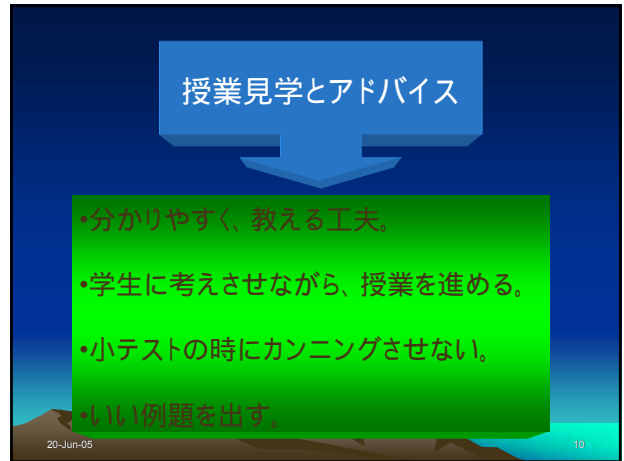 授業見学とアドバイス
•分かりやすく、教える工夫。
•学生に考えさせながら、授業を進める。
•小テストの時にカンニングさせない。
•いい例題を出す。
20-Jun-05
10